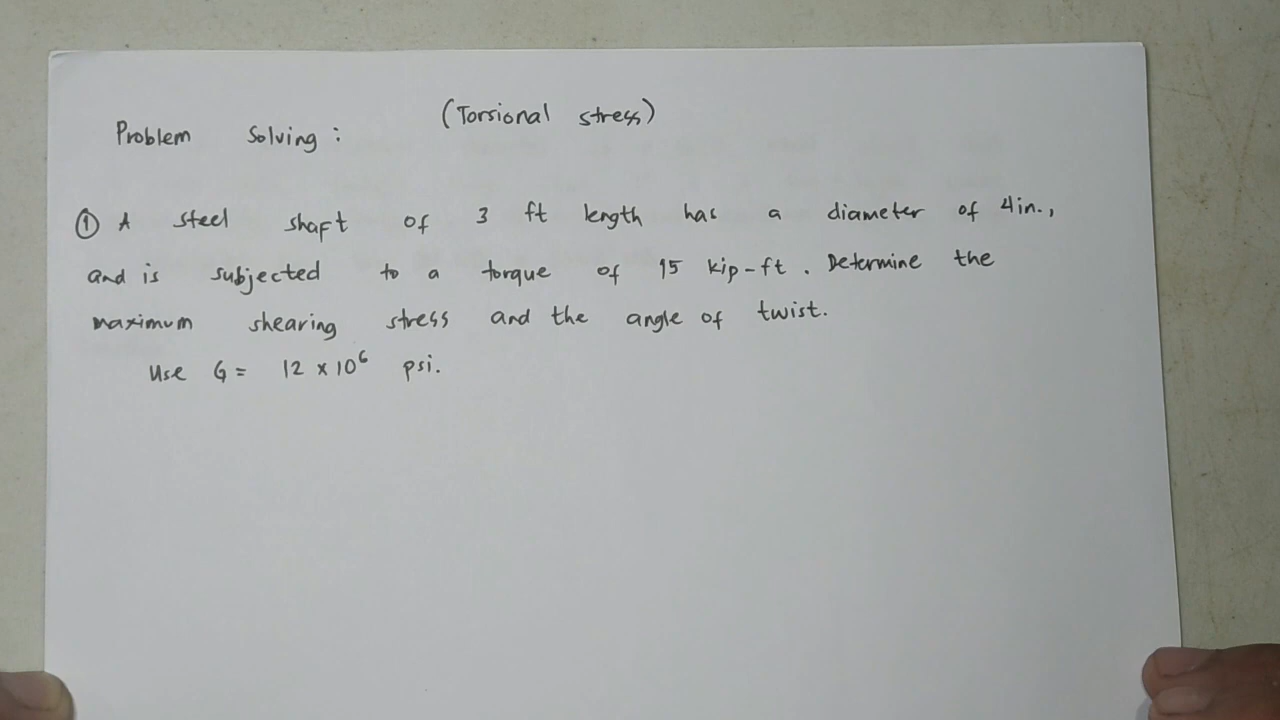 (Torsional stress)
Problem Solving:
① A steel shaft of 3 ft length has a diameter of 4in.,
and is subjected to a torque of 15 kip-ft. Determine the
maximum shearing stress and the angle of twist.
Use G = 12 x 10⁶ psi.